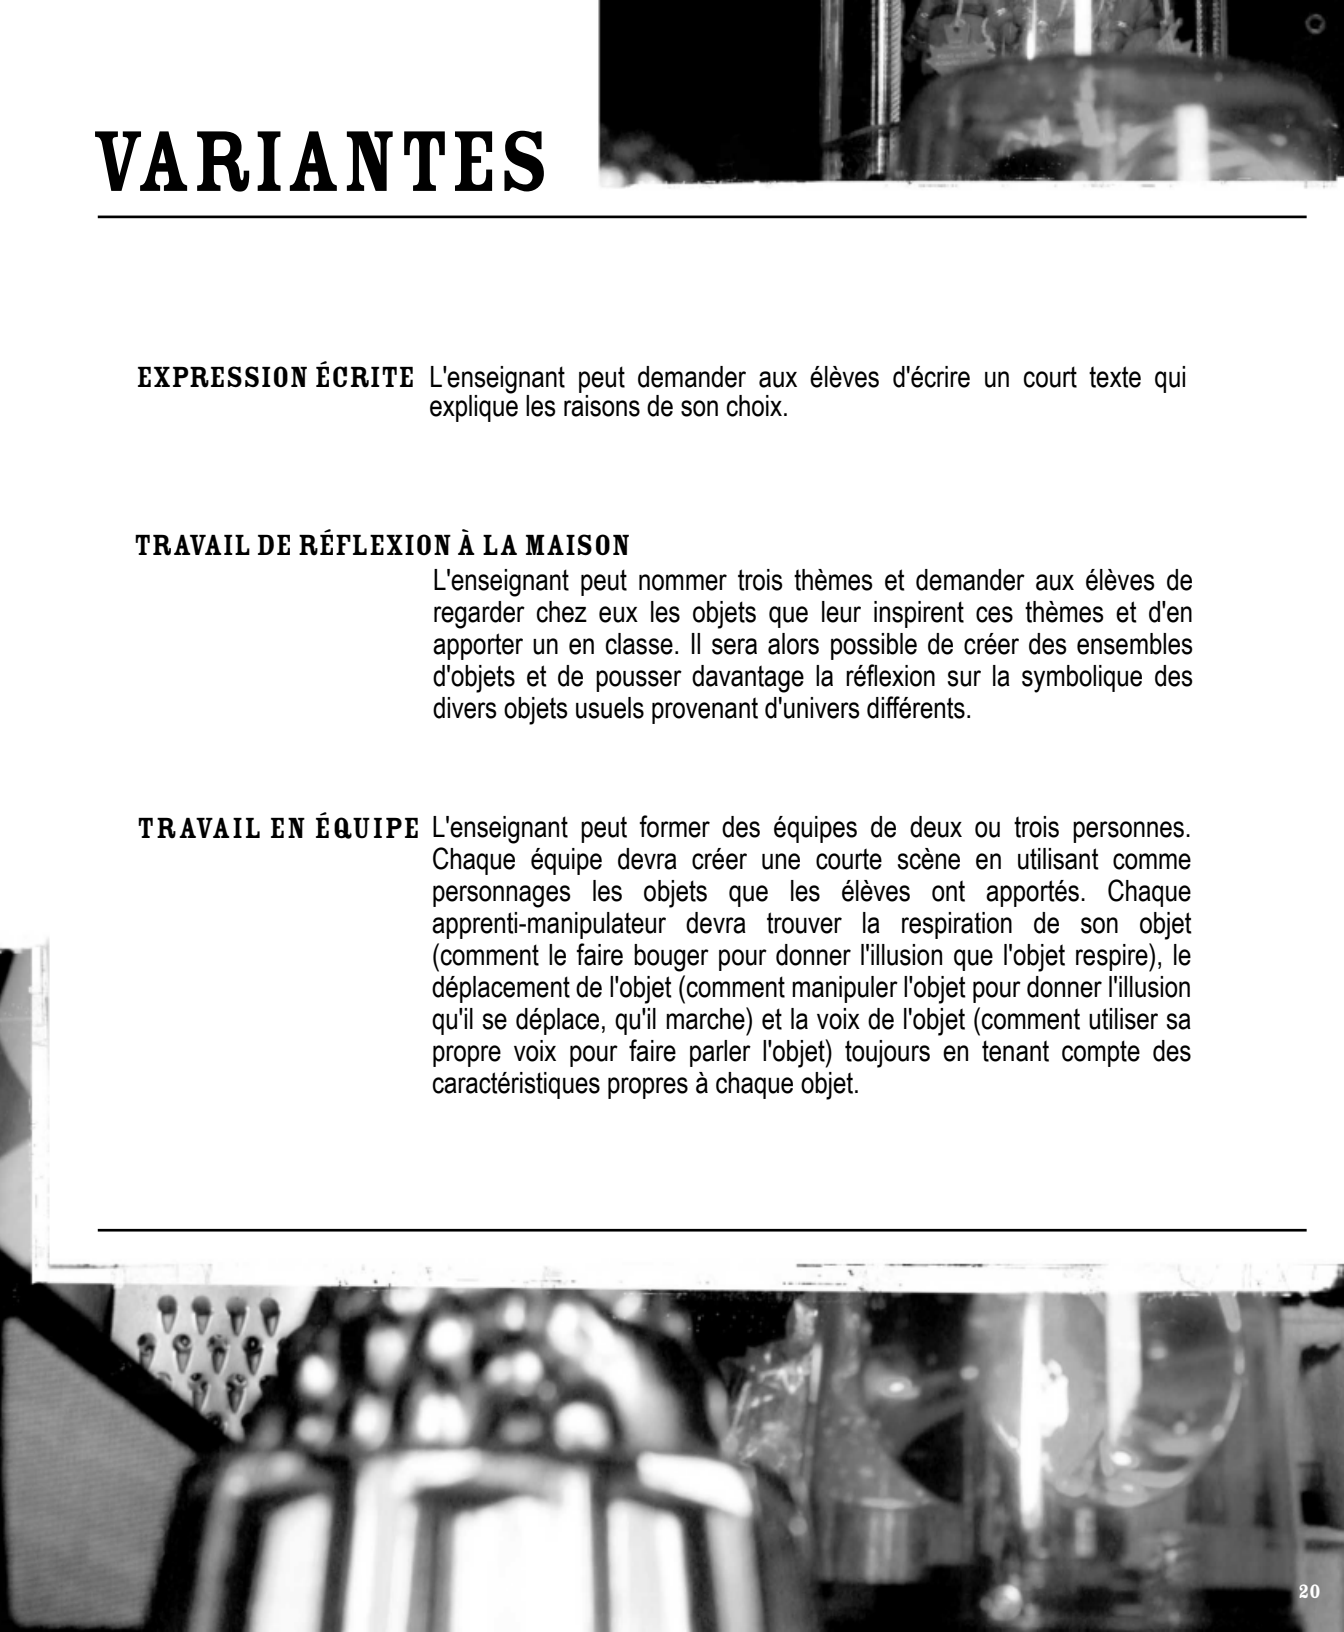 VARIANTES
EXPRESSION ÉCRITE L'enseignant peut demander aux élèves d'écrire un court texte qui
explique les raisons de son choix.
TRAVAIL DE RÉFLEXION À LA MAISON
L'enseignant peut nommer trois thèmes et demander aux élèves de
regarder chez eux les objets que leur inspirent ces thèmes et d'en
apporter un en classe. Il sera alors possible de créer des ensembles
d'objets et de pousser davantage la réflexion sur la symbolique des
divers objets usuels provenant d'univers différents.
TRAVAIL EN ÉQUIPE L'enseignant peut former des équipes de deux ou trois personnes.
Chaque équipe devra créer une courte scène en utilisant comme
personnages les objets que les élèves ont apportés. Chaque
apprenti-manipulateur devra trouver la respiration de son objet
(comment le faire bouger pour donner l'illusion que l'objet respire), le
déplacement de l'objet (comment manipuler l'objet pour donner l'illusion
qu'il se déplace, qu'il marche) et la voix de l'objet (comment utiliser sa
propre voix pour faire parler l'objet) toujours en tenant compte des
caractéristiques propres à chaque objet.
20